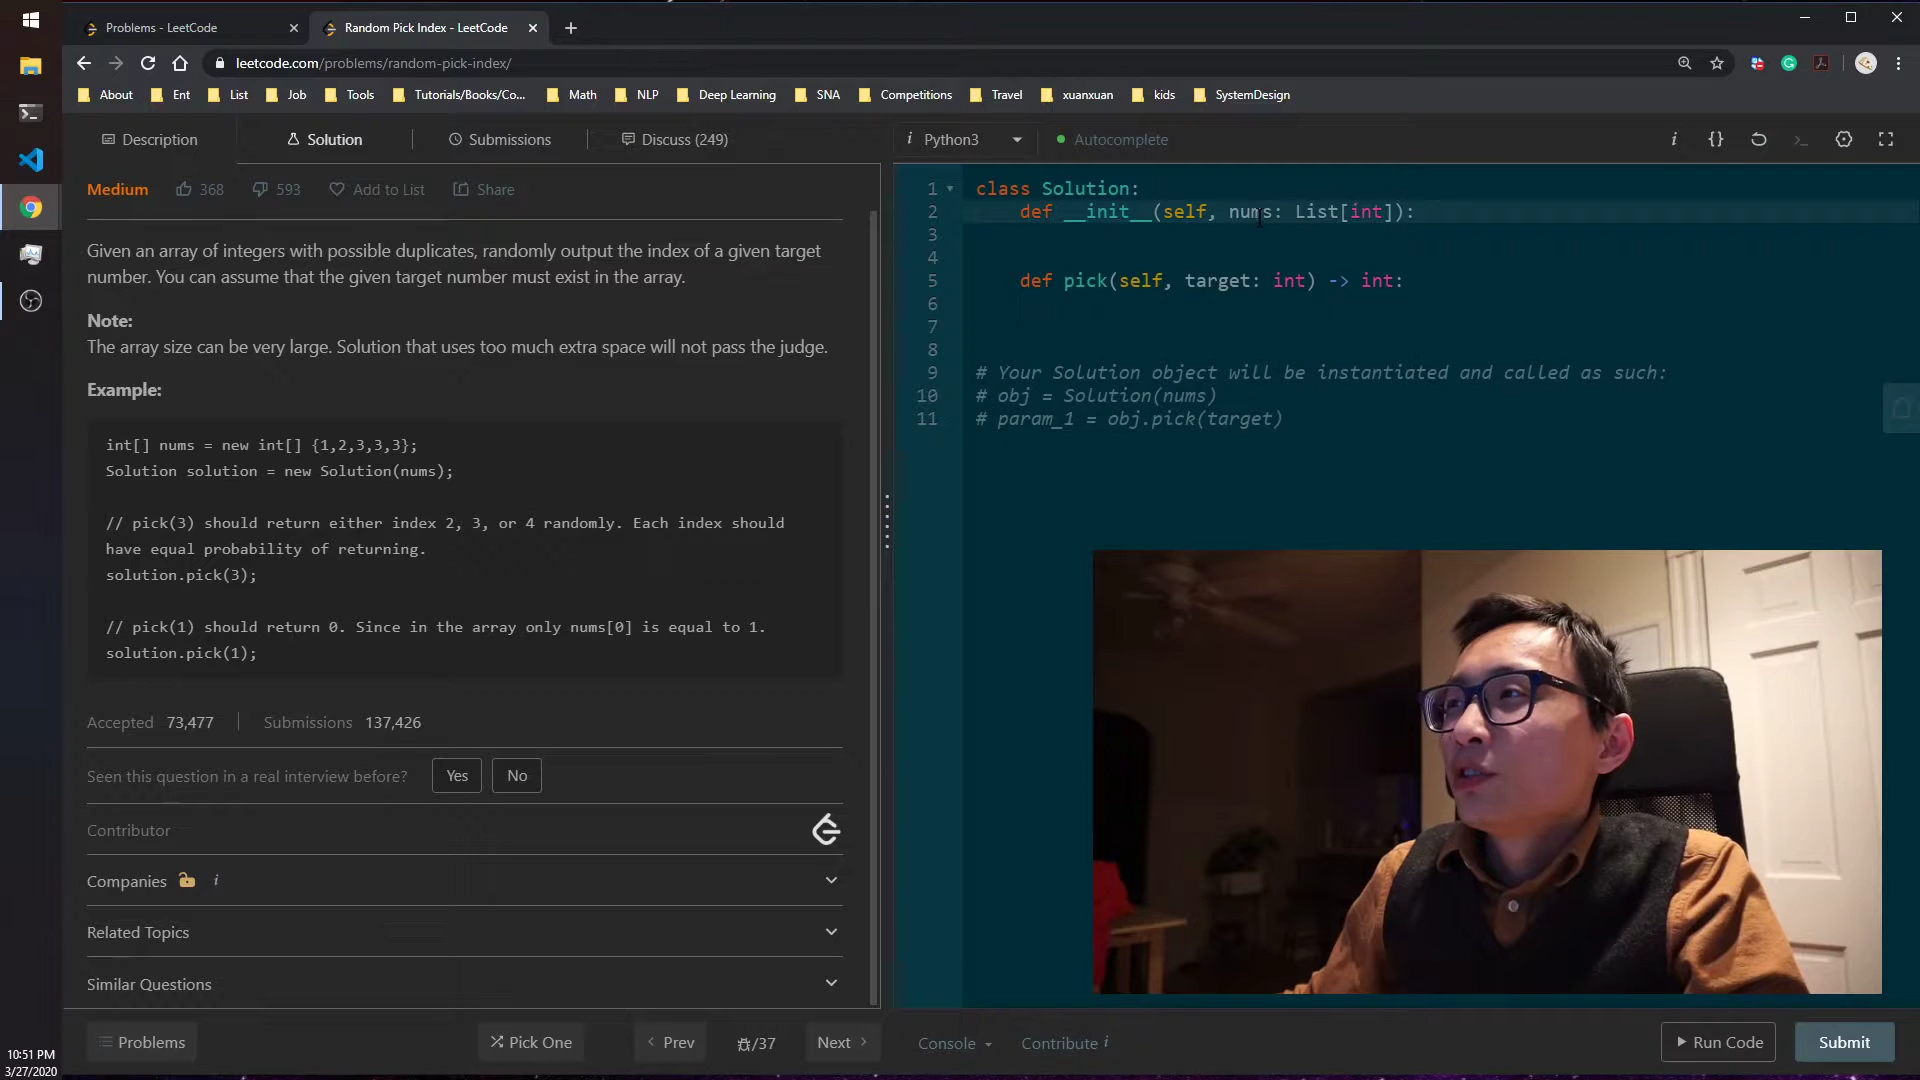 Problems - LeetCode
Random Pick Index - LeetCode
leetcode.com/problems/random-pick-index/
About Ent List Job Tools Tutorials/Books/Co... Math NLP Deep Learning SNA Competitions Travel xuanxuan kids SystemDesign
Description Solution Submissions Discuss (249)
Python3 Autocomplete
Medium 368 593 Add to List Share
Given an array of integers with possible duplicates, randomly output the index of a given target
number. You can assume that the given target number must exist in the array.
Note:
The array size can be very large. Solution that uses too much extra space will not pass the judge.
Example:
int[] nums = new int[] {1,2,3,3,3};
Solution solution = new Solution(nums);
// pick(3) should return either index 2, 3, or 4 randomly. Each index should
have equal probability of returning.
solution.pick(3);
// pick(1) should return 0. Since in the array only nums[0] is equal to 1.
solution.pick(1);
Accepted 73,477 Submissions 137,426
Seen this question in a real interview before? Yes No
Contributor
Companies i
Related Topics
Similar Questions
Problems Pick One Prev /37 Next
1 class Solution:
2 def __init__(self, nums: List[int]):
3
4
5 def pick(self, target: int) -> int:
6
7
8
9 # Your Solution object will be instantiated and called as such:
10 # obj = Solution(nums)
11 # param_1 = obj.pick(target)
Console Contribute i Run Code Submit
10:51 PM
3/27/2020